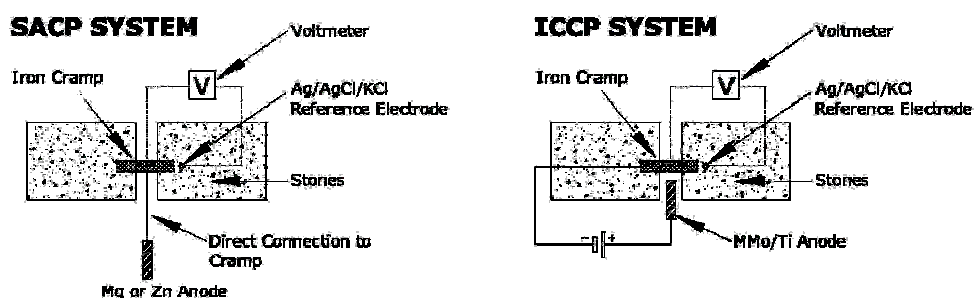 SACP SYSTEM
Voltmeter
Iron Cramp
V
Ag/AgCl/KCl
Reference Electrode
Stones
Direct Connection to
Cramp
Mg or Zn Anode
ICCP SYSTEM
Voltmeter
Iron Cramp
V
Ag/AgCl/KCl
Reference Electrode
Stones
- +
MMo/Ti Anode